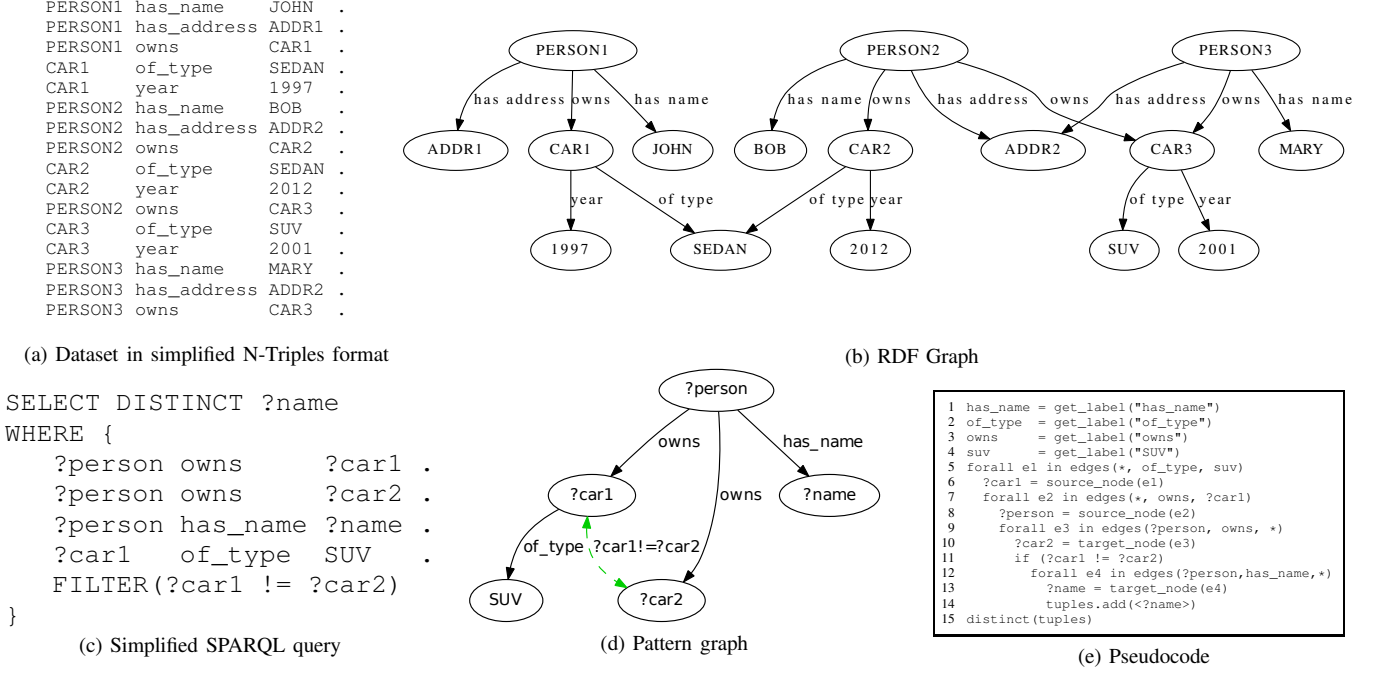 PERSON1 has_name JOHN .
PERSON1 has_address ADDR1 .
PERSON1 owns CAR1 .
CAR1 of_type SEDAN .
CAR1 year 1997 .
PERSON2 has_name BOB .
PERSON2 has_address ADDR2 .
PERSON2 owns CAR2 .
CAR2 of_type SEDAN .
CAR2 year 2012 .
PERSON2 owns CAR3 .
CAR3 of_type SUV .
CAR3 year 2001 .
PERSON3 has_name MARY .
PERSON3 has_address ADDR2 .
PERSON3 owns CAR3 .
(a) Dataset in simplified N-Triples format
PERSON1 PERSON2 PERSON3
has address owns has name has name owns has address owns has address owns has name
ADDR1 CAR1 JOHN BOB CAR2 ADDR2 CAR3 MARY
year of type of type year of type year
1997 SEDAN 2012 SUV 2001
(b) RDF Graph
SELECT DISTINCT ?name
WHERE {
?person owns ?car1 .
?person owns ?car2 .
?person has_name ?name .
?car1 of_type SUV .
FILTER(?car1 != ?car2)
}
(c) Simplified SPARQL query
?person
owns has_name
?car1 owns ?name
of_type ?car1!=?car2
SUV ?car2
(d) Pattern graph
1 has_name = get_label("has_name")
2 of_type = get_label("of_type")
3 owns = get_label("owns")
4 suv = get_label("SUV")
5 forall e1 in edges(*, of_type, suv)
6 ?car1 = source_node(e1)
7 forall e2 in edges(*, owns, ?car1)
8 ?person = source_node(e2)
9 forall e3 in edges(?person, owns, *)
10 ?car2 = target_node(e3)
11 if (?car1 != ?car2)
12 forall e4 in edges(?person,has_name,*)
13 ?name = target_node(e4)
14 tuples.add(<?name>)
15 distinct(tuples)
(e) Pseudocode